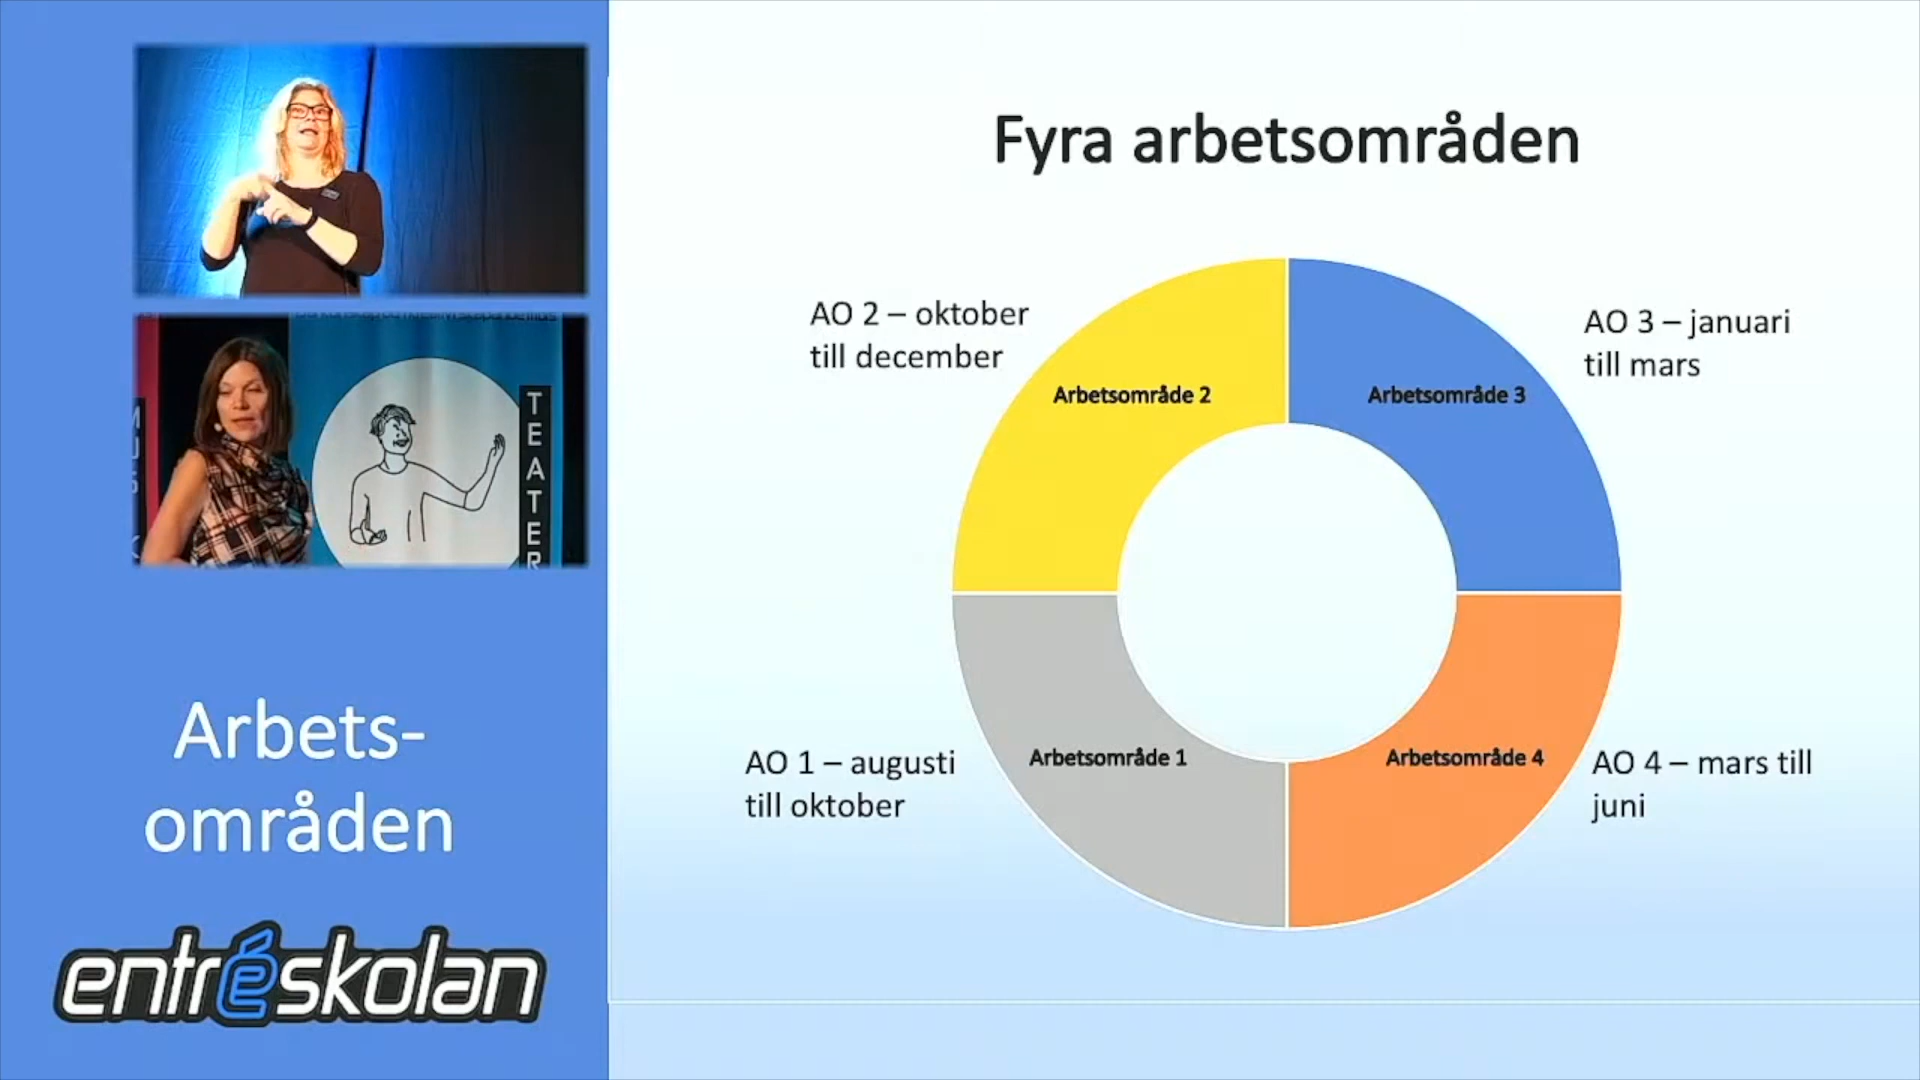 TEATER
Arbets-
områden
entréskolan
Fyra arbetsområden
AO 2 – oktober
till december
AO 3 – januari
till mars
Arbetsområde 2
Arbetsområde 3
AO 1 – augusti
till oktober
Arbetsområde 1
Arbetsområde 4
AO 4 – mars till
juni